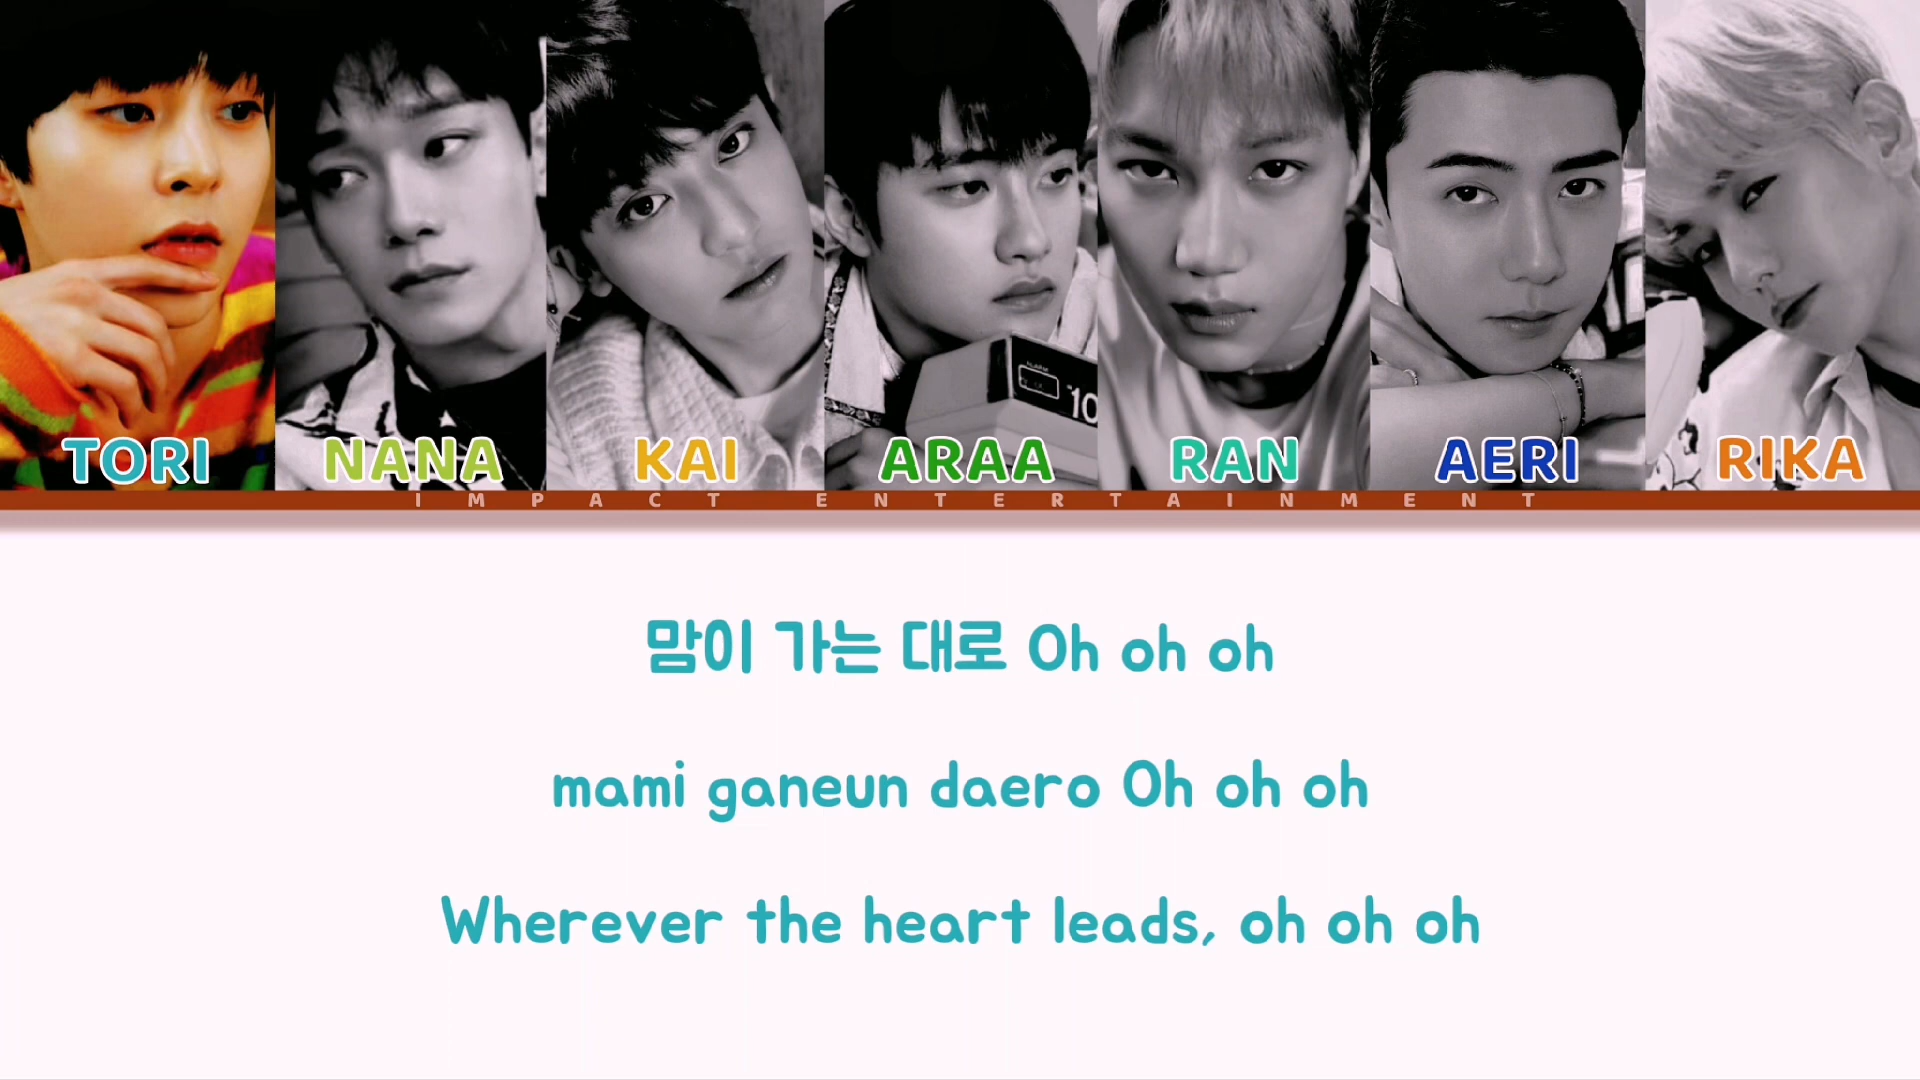 TORI NANA KAI ARAA RAN AERI RIKA
IMPACT ENTERTAINMENT
10
맘이 가는 대로 Oh oh oh
mami ganeun daero Oh oh oh
Wherever the heart leads, oh oh oh